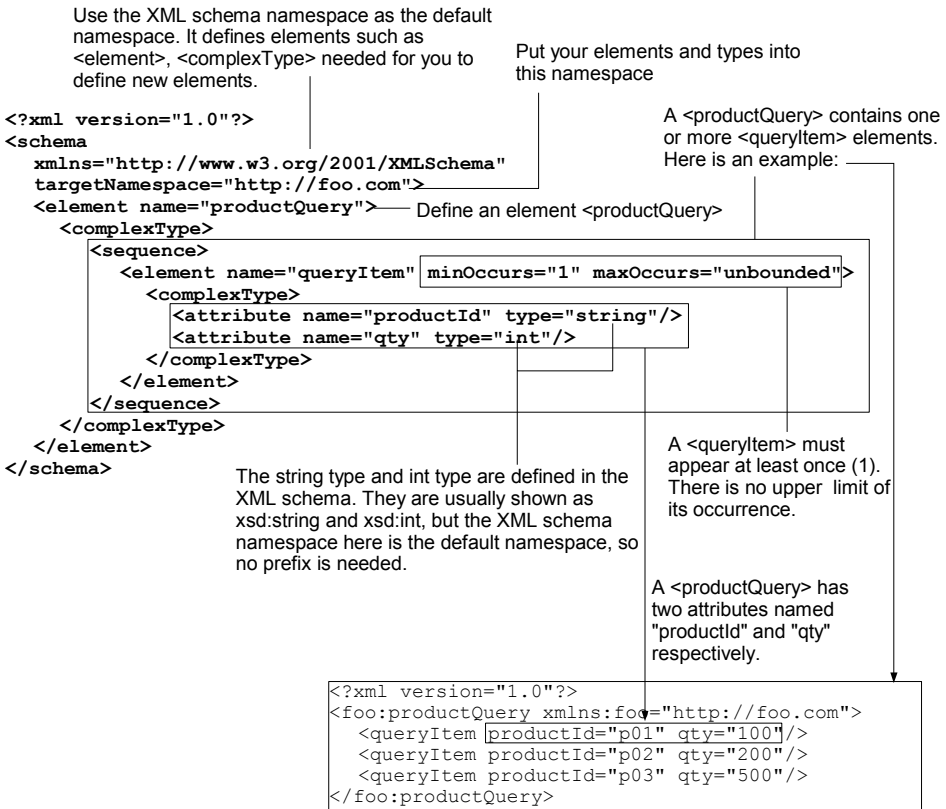 Use the XML schema namespace as the default
namespace. It defines elements such as
<element>, <complexType> needed for you to
define new elements.
Put your elements and types into
this namespace
A <productQuery> contains one
or more <queryItem> elements.
Here is an example:
<?xml version="1.0"?>
<schema
xmlns="http://www.w3.org/2001/XMLSchema"
targetNamespace="http://foo.com">
<element name="productQuery">
Define an element <productQuery>
<complexType>
<sequence>
<element name="queryItem" minOccurs="1" maxOccurs="unbounded">
<complexType>
<attribute name="productId" type="string"/>
<attribute name="qty" type="int"/>
</complexType>
</element>
</sequence>
</complexType>
</element>
</schema>
A <queryItem> must
appear at least once (1).
There is no upper limit of
its occurrence.
The string type and int type are defined in the
XML schema. They are usually shown as
xsd:string and xsd:int, but the XML schema
namespace here is the default namespace, so
no prefix is needed.
A <productQuery> has
two attributes named
"productId" and "qty"
respectively.
<?xml version="1.0"?>
<foo:productQuery xmlns:foo="http://foo.com">
<queryItem productId="p01" qty="100"/>
<queryItem productId="p02" qty="200"/>
<queryItem productId="p03" qty="500"/>
</foo:productQuery>